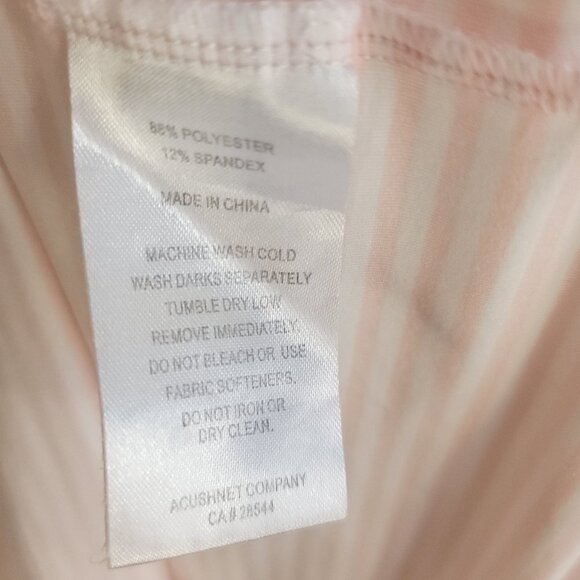 88% POLYESTER
12% SPANDEX
MADE IN CHINA
MACHINE WASH COLD
WASH DARKS SEPARATELY
TUMBLE DRY LOW
REMOVE IMMEDIATELY.
DO NOT BLEACH OR USE
FABRIC SOFTENERS.
DO NOT IRON OR
DRY CLEAN.
ACUSHNET COMPANY
CA# 26544